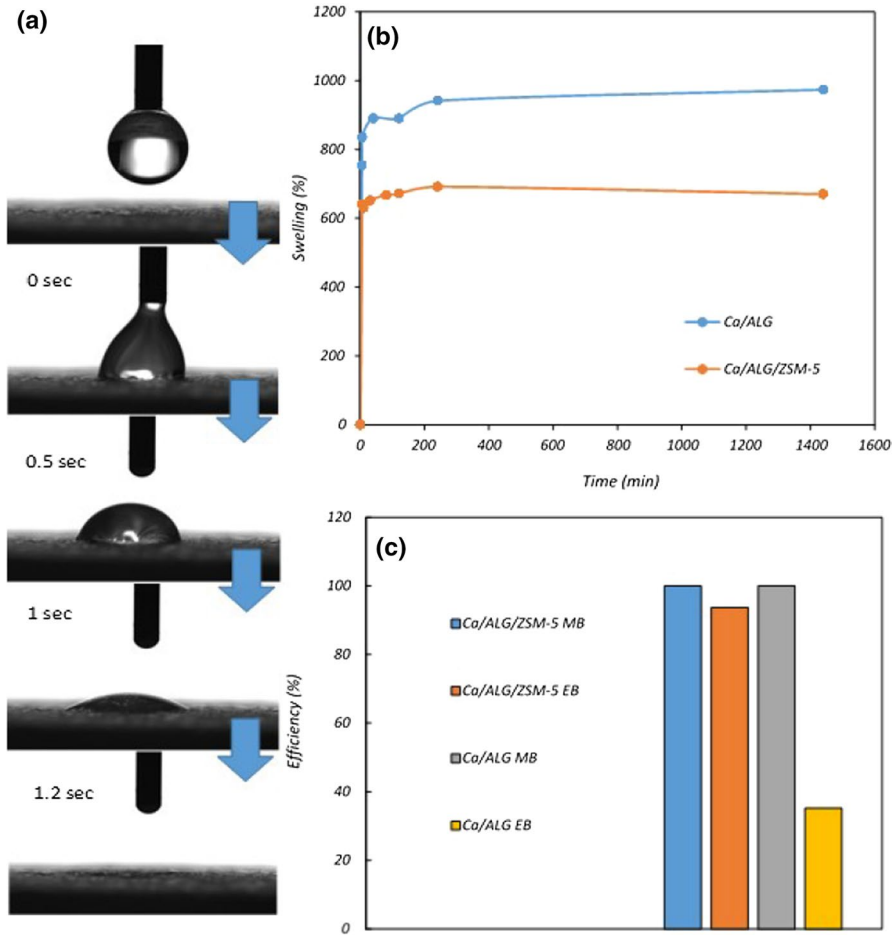 (a)
0 sec
0.5 sec
1 sec
1.2 sec
(b)
1200
1000
800
600
400
200
0
Swelling (%)
0 200 400 600 800 1000 1200 1400 1600
Time (min)
Ca/ALG
Ca/ALG/ZSM-5
(c)
120
100
80
60
40
20
0
Efficiency (%)
Ca/ALG/ZSM-5 MB
Ca/ALG/ZSM-5 EB
Ca/ALG MB
Ca/ALG EB